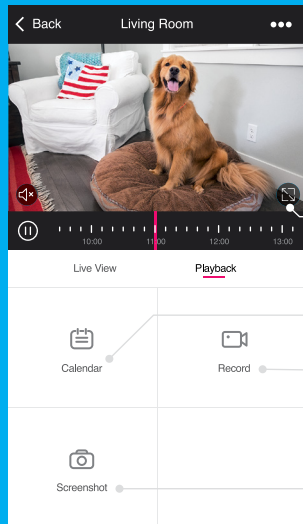 Back Living Room
10:00 11:00 12:00 13:00
Live View Playback
Calendar Record
Screenshot